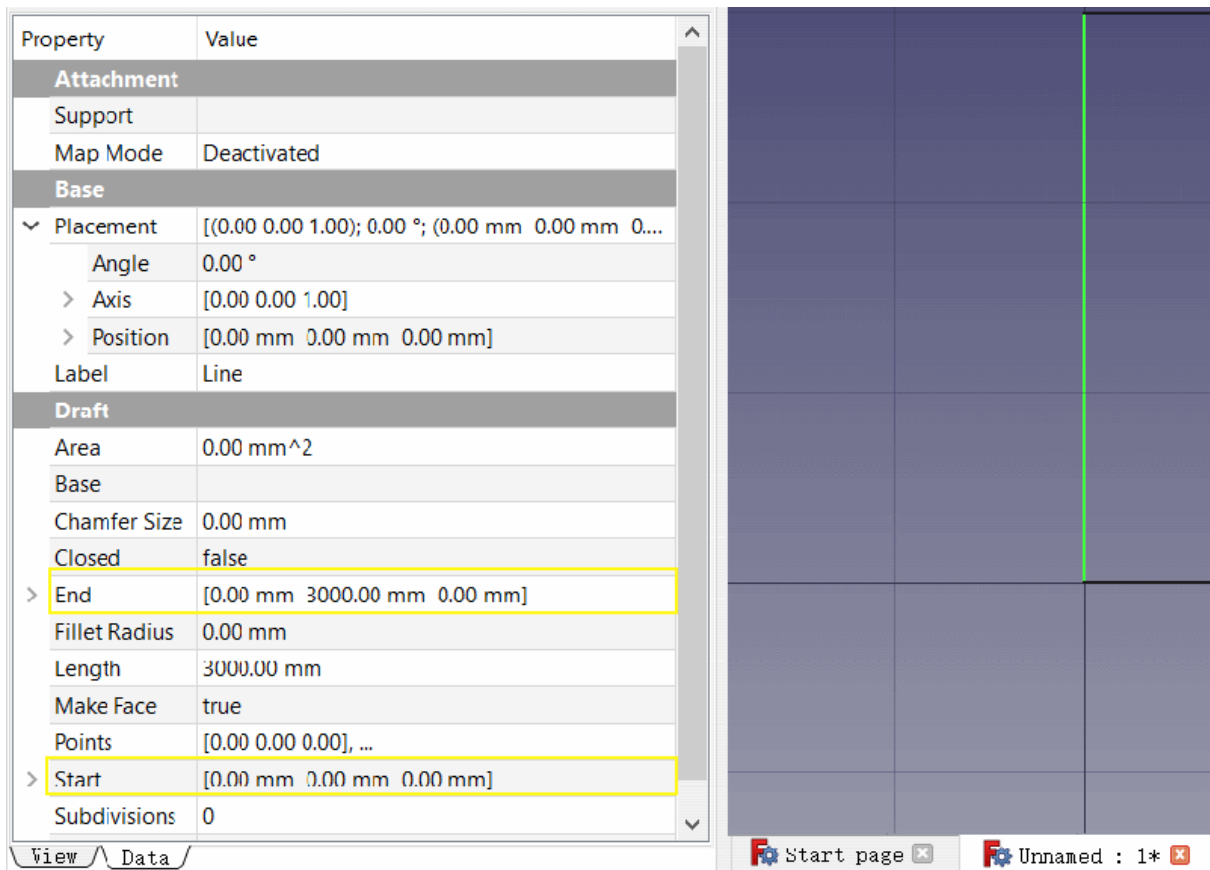 Property Value
Attachment
Support
Map Mode Deactivated
Base
Placement [(0.00 0.00 1.00); 0.00 °; (0.00 mm 0.00 mm 0....
Angle 0.00 °
Axis [0.00 0.00 1.00]
Position [0.00 mm 0.00 mm 0.00 mm]
Label Line
Draft
Area 0.00 mm^2
Base
Chamfer Size 0.00 mm
Closed false
End [0.00 mm 3000.00 mm 0.00 mm]
Fillet Radius 0.00 mm
Length 3000.00 mm
Make Face true
Points [0.00 0.00 0.00], ...
Start [0.00 mm 0.00 mm 0.00 mm]
Subdivisions 0
View Data
Start page Unnamed : 1*